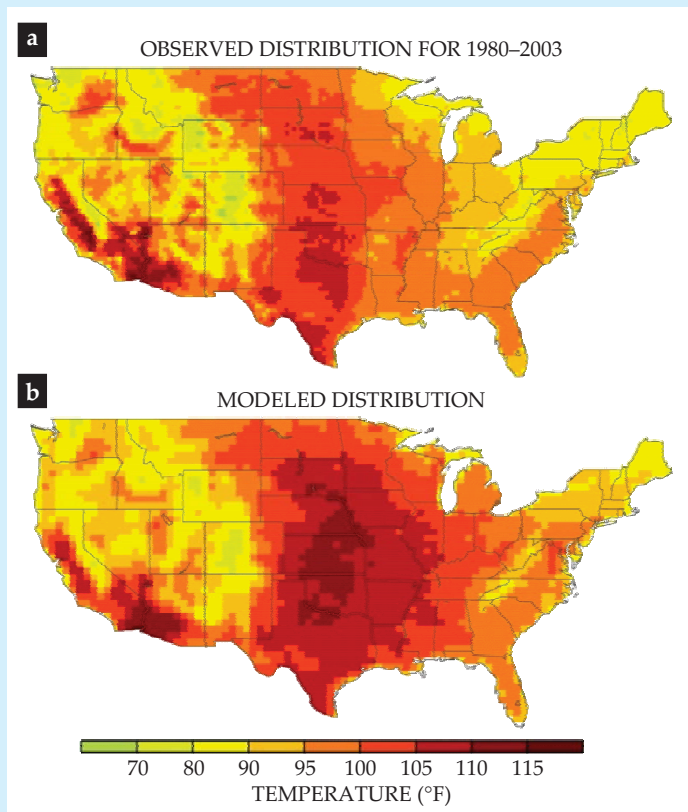 a
OBSERVED DISTRIBUTION FOR 1980–2003
b
MODELED DISTRIBUTION
70 80 90 95 100 105 110 115
TEMPERATURE (°F)